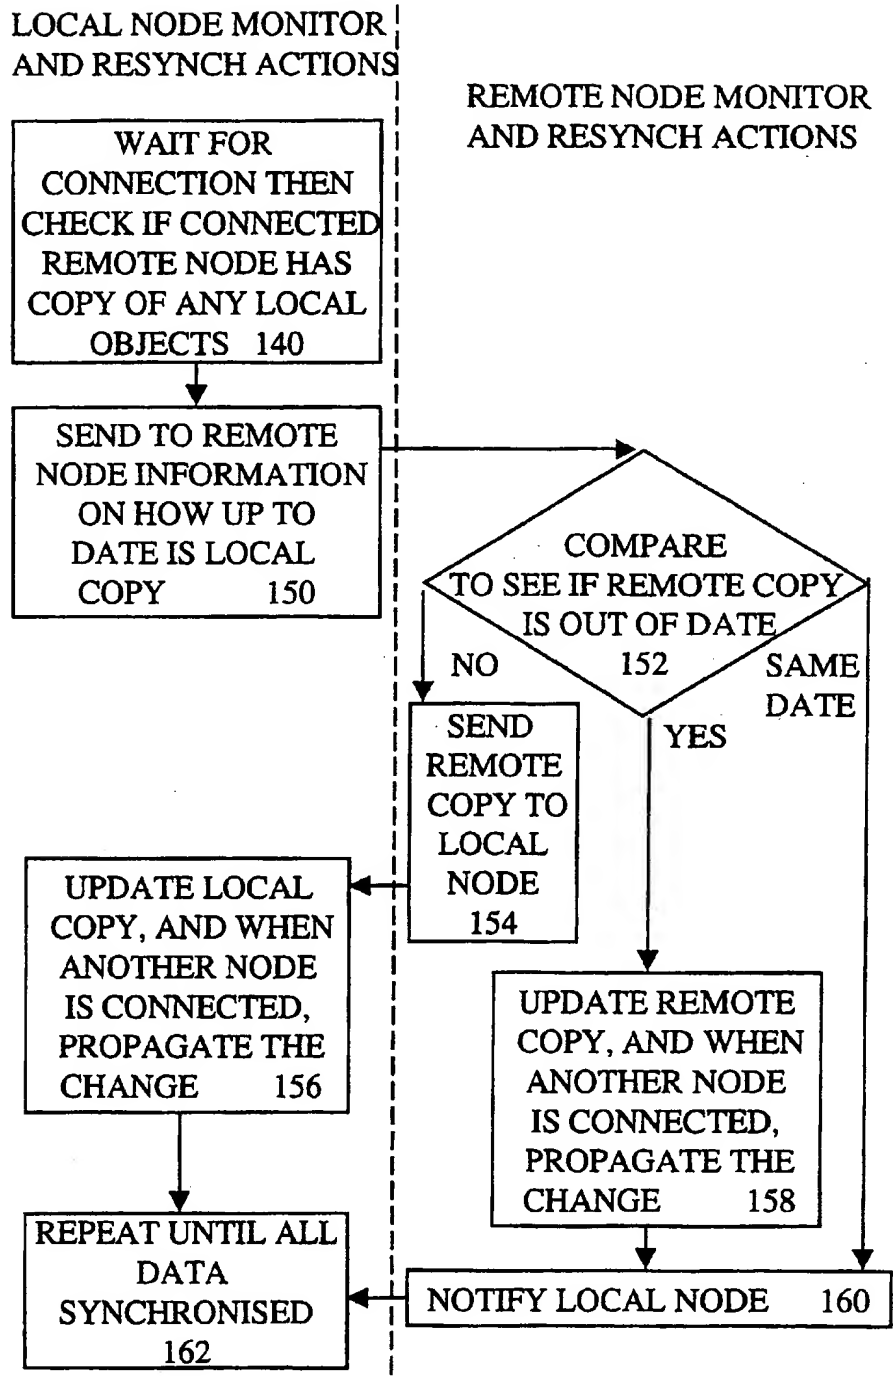 LOCAL NODE MONITOR
AND RESYNCH ACTIONS
REMOTE NODE MONITOR
AND RESYNCH ACTIONS
WAIT FOR
CONNECTION THEN
CHECK IF CONNECTED
REMOTE NODE HAS
COPY OF ANY LOCAL
OBJECTS 140
SEND TO REMOTE
NODE INFORMATION
ON HOW UP TO
DATE IS LOCAL
COPY 150
COMPARE
TO SEE IF REMOTE COPY
IS OUT OF DATE
152
NO
SAME
DATE
YES
SEND
REMOTE
COPY TO
LOCAL
NODE
154
UPDATE LOCAL
COPY, AND WHEN
ANOTHER NODE
IS CONNECTED,
PROPAGATE THE
CHANGE 156
UPDATE REMOTE
COPY, AND WHEN
ANOTHER NODE
IS CONNECTED,
PROPAGATE THE
CHANGE 158
REPEAT UNTIL ALL
DATA
SYNCHRONISED
162
NOTIFY LOCAL NODE 160